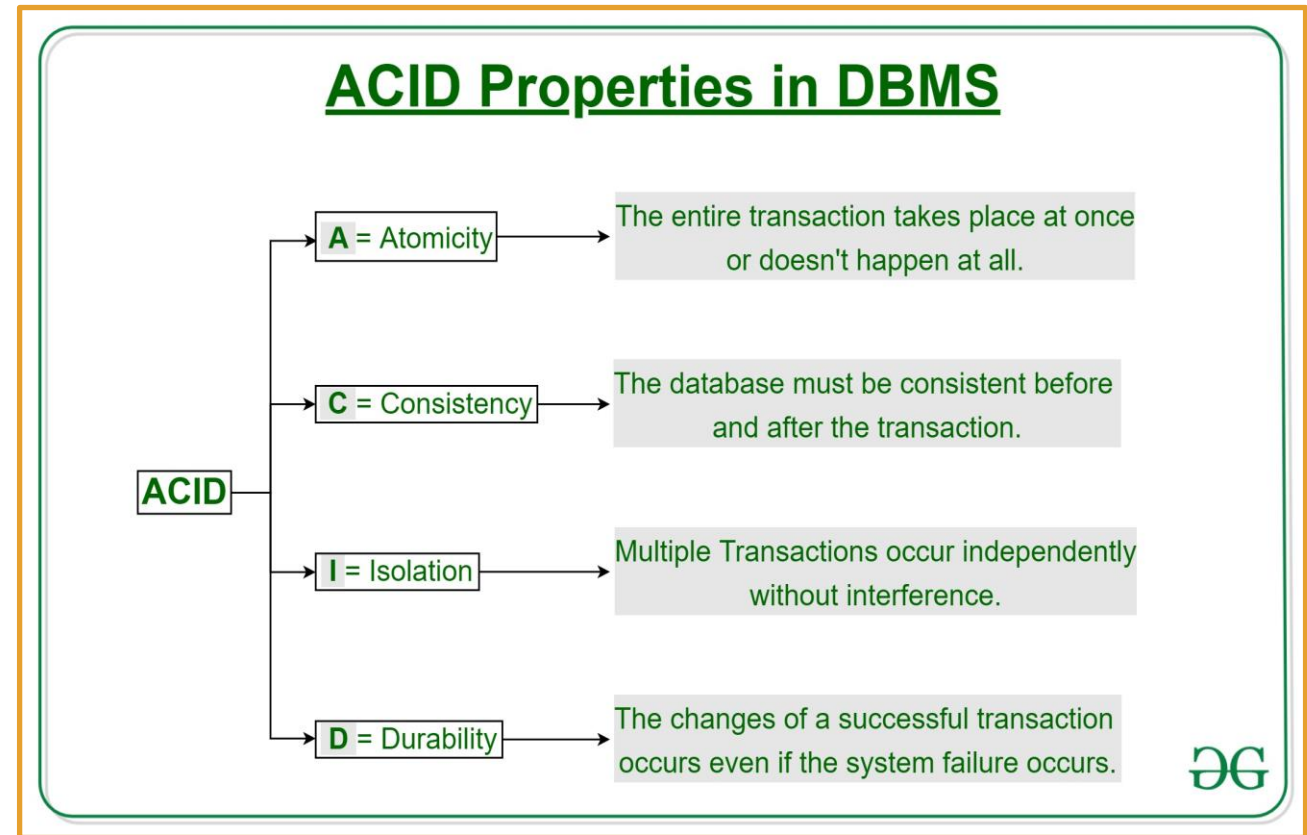 ACID Properties in DBMS
A = Atomicity
The entire transaction takes place at once
or doesn't happen at all.
C = Consistency
The database must be consistent before
and after the transaction.
ACID
I = Isolation
Multiple Transactions occur independently
without interference.
D = Durability
The changes of a successful transaction
occurs even if the system failure occurs.